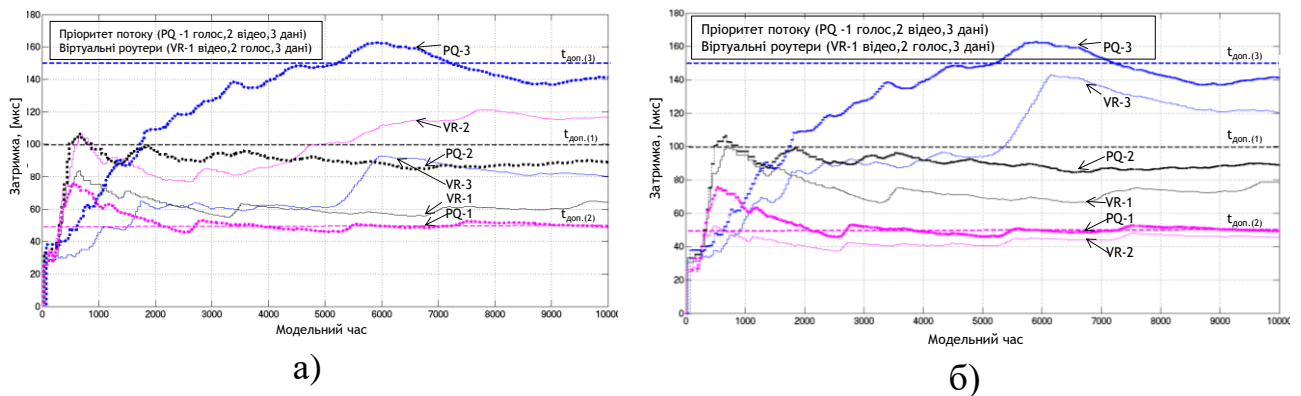 Пріоритет потоку (PQ -1 голос,2 відео,3 дані)
Віртуальні роутери (VR-1 відео,2 голос,3 дані)
180
160
140
120
100
80
60
40
20
0
Затримка, [мкс]
PQ-3
tдоп.(3)
VR-2
tдоп.(1)
PQ-2
VR-3
VR-1
PQ-1
tдоп.(2)
0
1000
2000
3000
4000
5000
6000
7000
8000
9000
10000
Модельний час
а)
Пріоритет потоку (PQ -1 голос,2 відео,3 дані)
Віртуальні роутери (VR-1 відео,2 голос,3 дані)
180
160
140
120
100
80
60
40
20
0
Затримка, [мкс]
PQ-3
tдоп.(3)
VR-3
tдоп.(1)
PQ-2
VR-1
PQ-1
tдоп.(2)
VR-2
0
1000
2000
3000
4000
5000
6000
7000
8000
9000
10000
Модельний час
б)